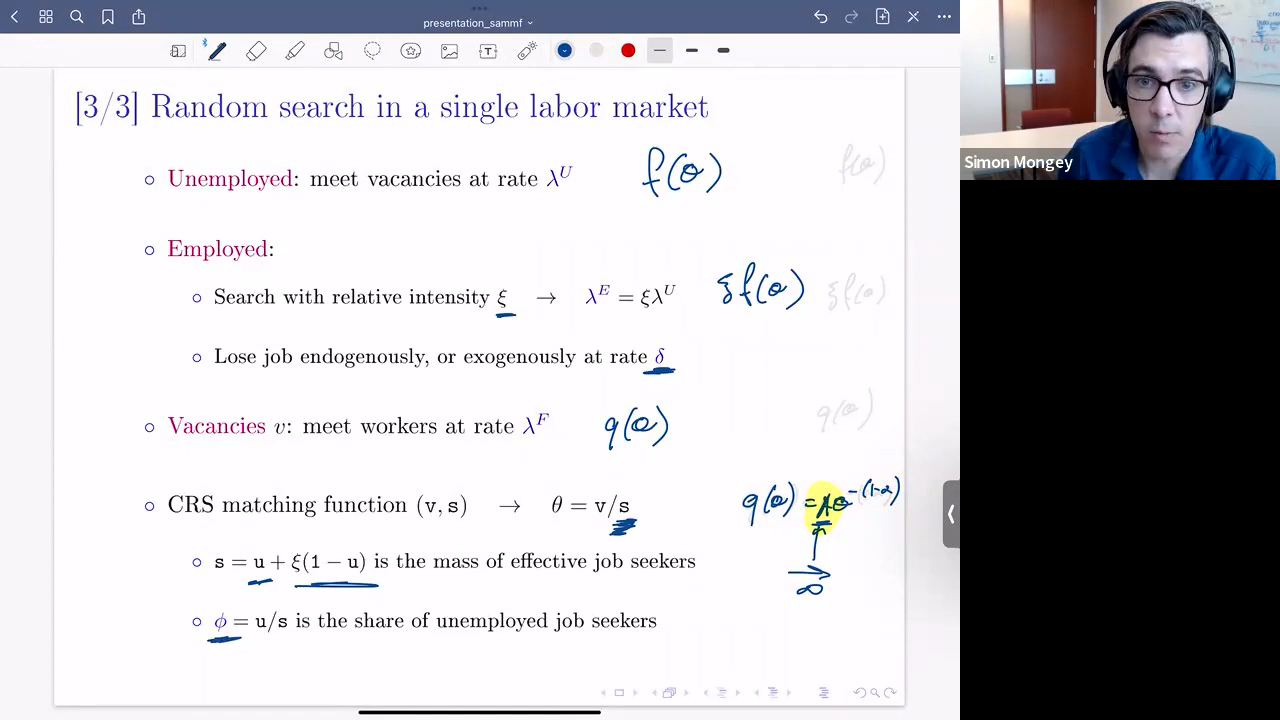 presentation_sammf
[3/3] Random search in a single labor market
Unemployed: meet vacancies at rate λ^U f(θ) f(θ)
Employed:
Search with relative intensity ξ → λ^E = ξλ^U ξf(θ) ξf(θ)
Lose job endogenously, or exogenously at rate δ
Vacancies v: meet workers at rate λ^F q(θ) q(θ)
CRS matching function (v, s) → θ = v/s q(θ) = Aθ^-(1-α)
s = u + ξ(1 − u) is the mass of effective job seekers
→ ∞
ϕ = u/s is the share of unemployed job seekers
Simon Mongey